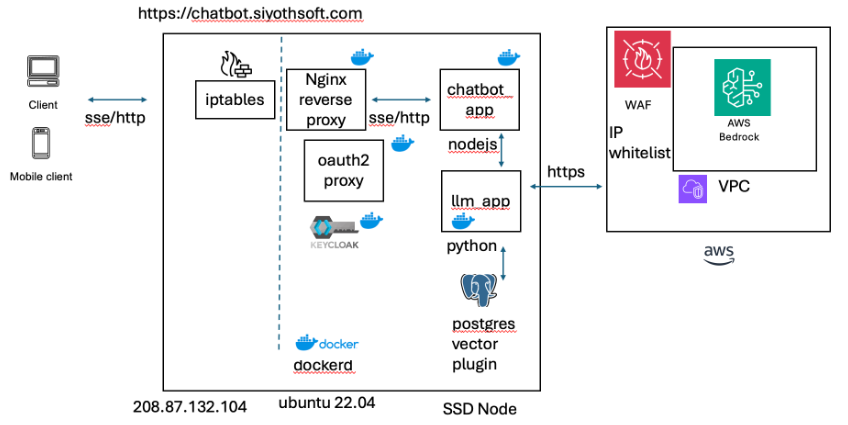 https://chatbot.siyothsoft.com
Client
Mobile client
sse/http
iptables
Nginx
reverse
proxy
sse/http
oauth2
proxy
KEYCLOAK
docker
dockerd
chatbot_
app
nodejs
llm_app
python
postgres
vector
plugin
https
WAF
IP
whitelist
AWS
Bedrock
VPC
aws
208.87.132.104
ubuntu 22.04
SSD Node